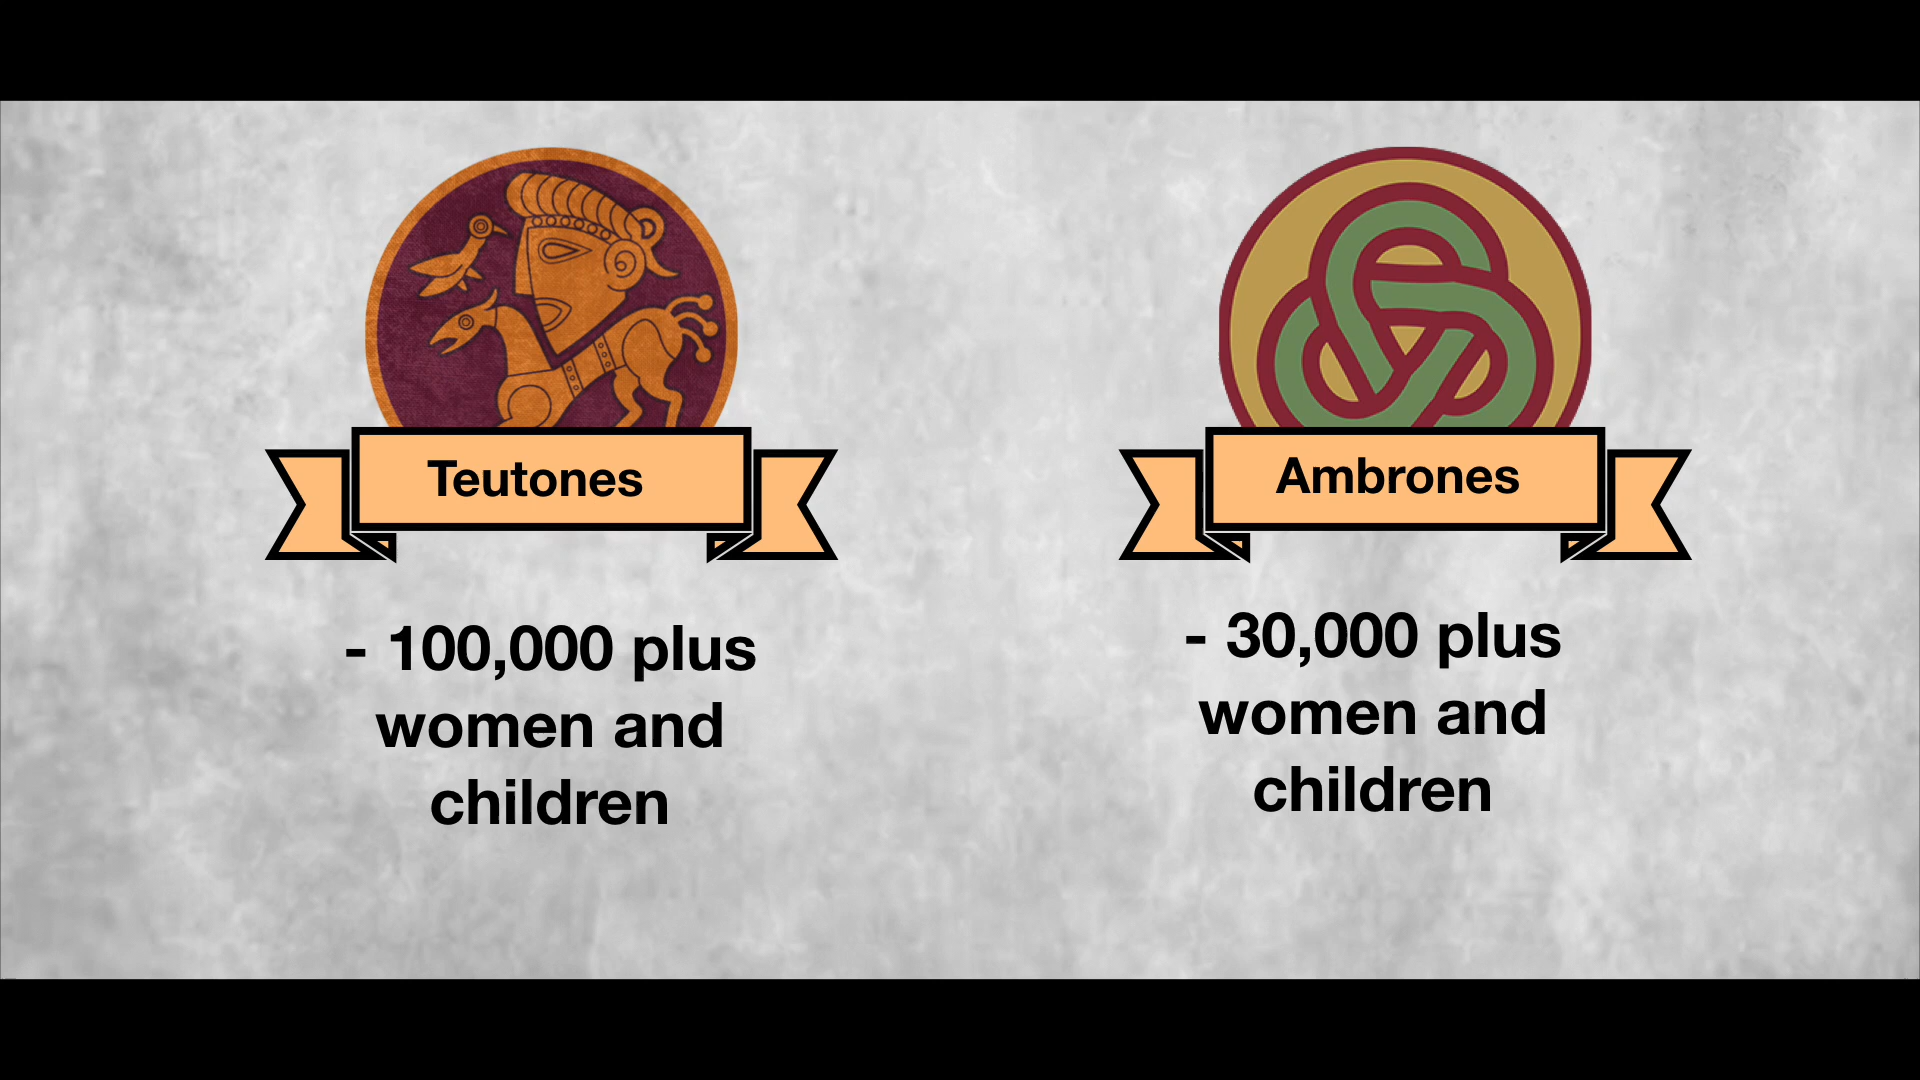 Teutones
- 100,000 plus
women and
children
Ambrones
- 30,000 plus
women and
children